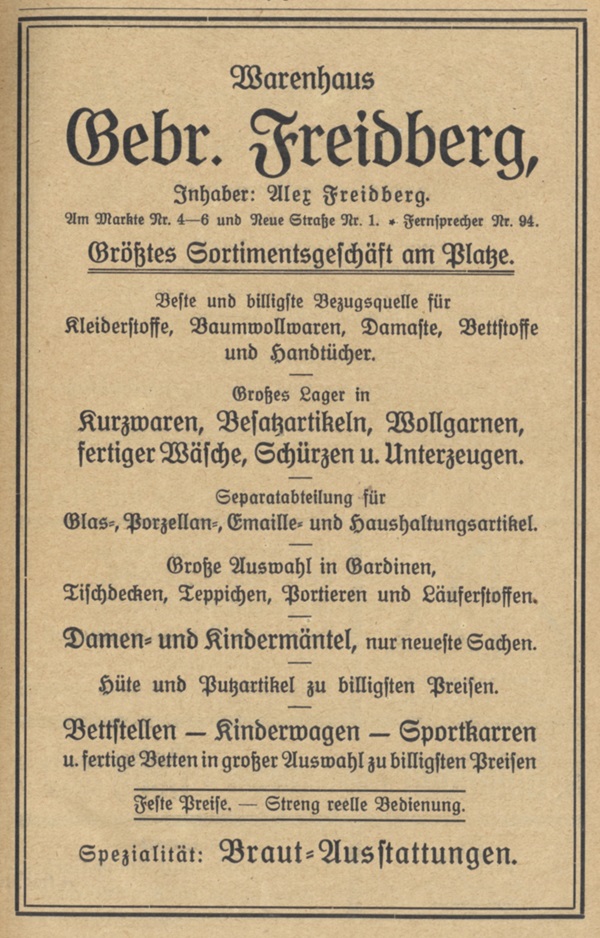 Warenhaus
Gebr. Freidberg,
Inhaber: Alex Freidberg.
Am Markte Nr. 4—6 und Neue Straße Nr. 1. * Fernsprecher Nr. 94.
Größtes Sortimentsgeschäft am Platze.
Beste und billigste Bezugsquelle für
Kleiderstoffe, Baumwollwaren, Damaste, Bettstoffe
und Handtücher.
Großes Lager in
Kurzwaren, Besatzartikeln, Wollgarnen,
fertiger Wäsche, Schürzen u. Unterzeugen.
Separatabteilung für
Glas-, Porzellan-, Emaille- und Haushaltungsartikel.
Große Auswahl in Gardinen,
Tischdecken, Teppichen, Portieren und Läuferstoffen.
Damen- und Kindermäntel, nur neueste Sachen.
Hüte und Putzartikel zu billigsten Preisen.
Bettstellen — Kinderwagen — Sportkarren
u. fertige Betten in großer Auswahl zu billigsten Preisen
Feste Preise. — Streng reelle Bedienung.
Spezialität: Braut-Ausstattungen.